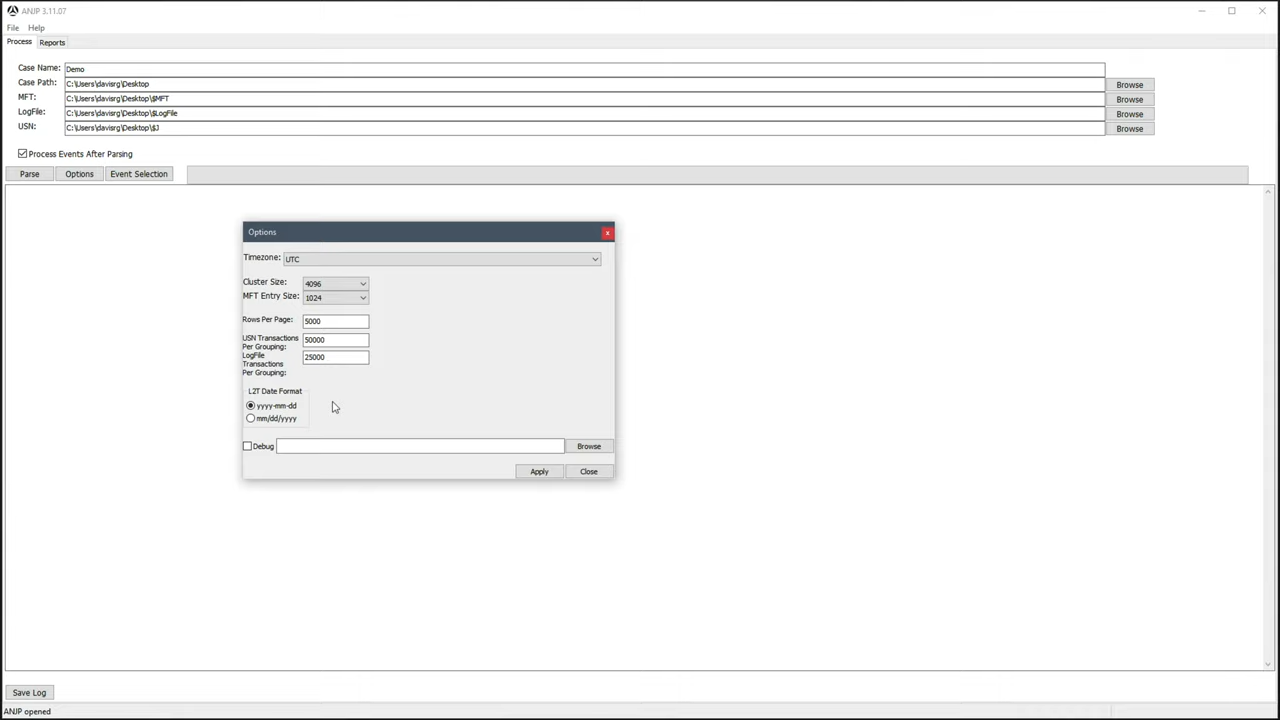 ANJP 3.11.07
File Help
Process Reports
Case Name: Demo
Case Path: C:\Users\davisrg\Desktop Browse
MFT: C:\Users\davisrg\Desktop\$MFT Browse
LogFile: C:\Users\davisrg\Desktop\$LogFile Browse
USN: C:\Users\davisrg\Desktop\$J Browse
Process Events After Parsing
Parse Options Event Selection
Options x
Timezone: UTC
Cluster Size: 4096
MFT Entry Size: 1024
Rows Per Page: 5000
USN Transactions 50000
Per Grouping:
LogFile 25000
Transactions
Per Grouping:
L2T Date Format
yyyy-mm-dd
mm/dd/yyyy
Debug Browse
Apply Close
Save Log
ANJP opened